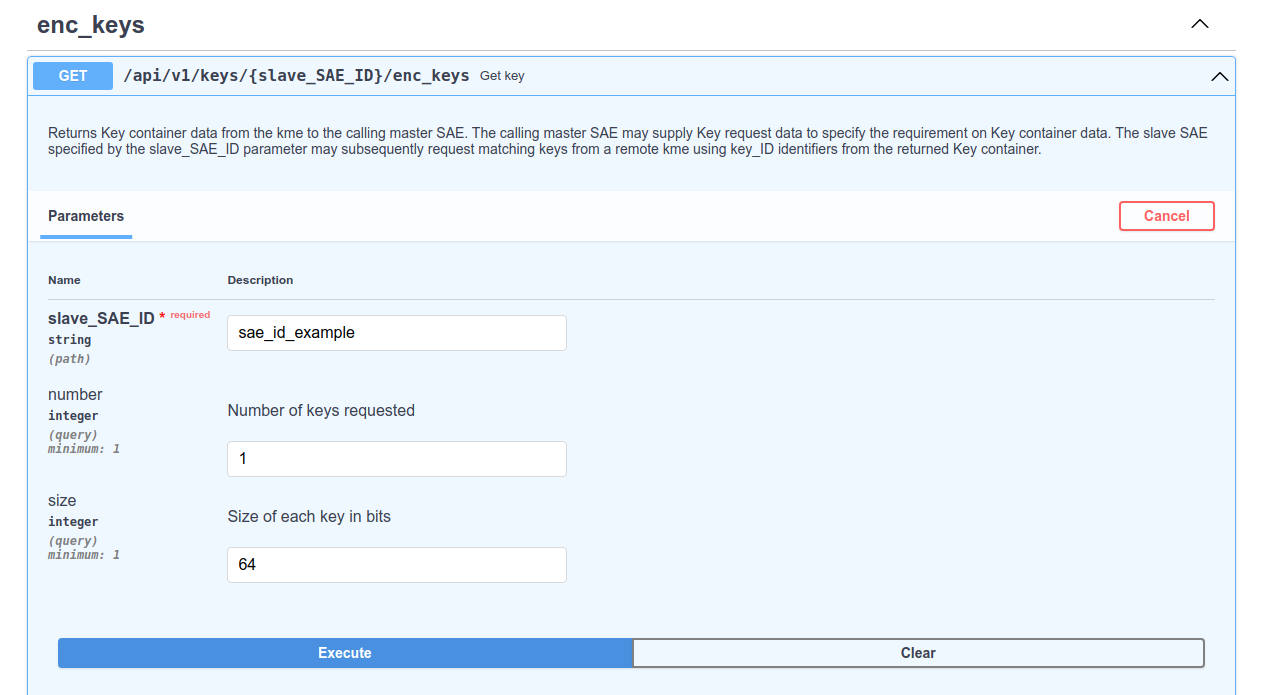 enc_keys
GET /api/v1/keys/{slave_SAE_ID}/enc_keys Get key
Returns Key container data from the kme to the calling master SAE. The calling master SAE may supply Key request data to specify the requirement on Key container data. The slave SAE
specified by the slave_SAE_ID parameter may subsequently request matching keys from a remote kme using key_ID identifiers from the returned Key container.
Parameters Cancel
Name Description
slave_SAE_ID * required
string
(path)
sae_id_example
number
integer
(query)
minimum: 1
Number of keys requested
1
size
integer
(query)
minimum: 1
Size of each key in bits
64
Execute Clear